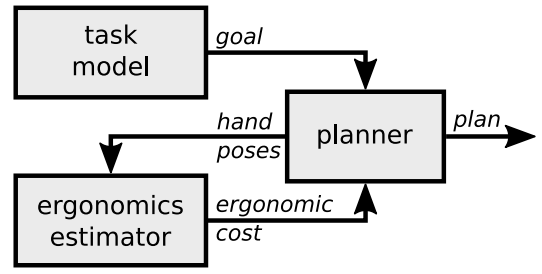 task
model
goal
hand
poses
planner
plan
ergonomics
estimator
ergonomic
cost